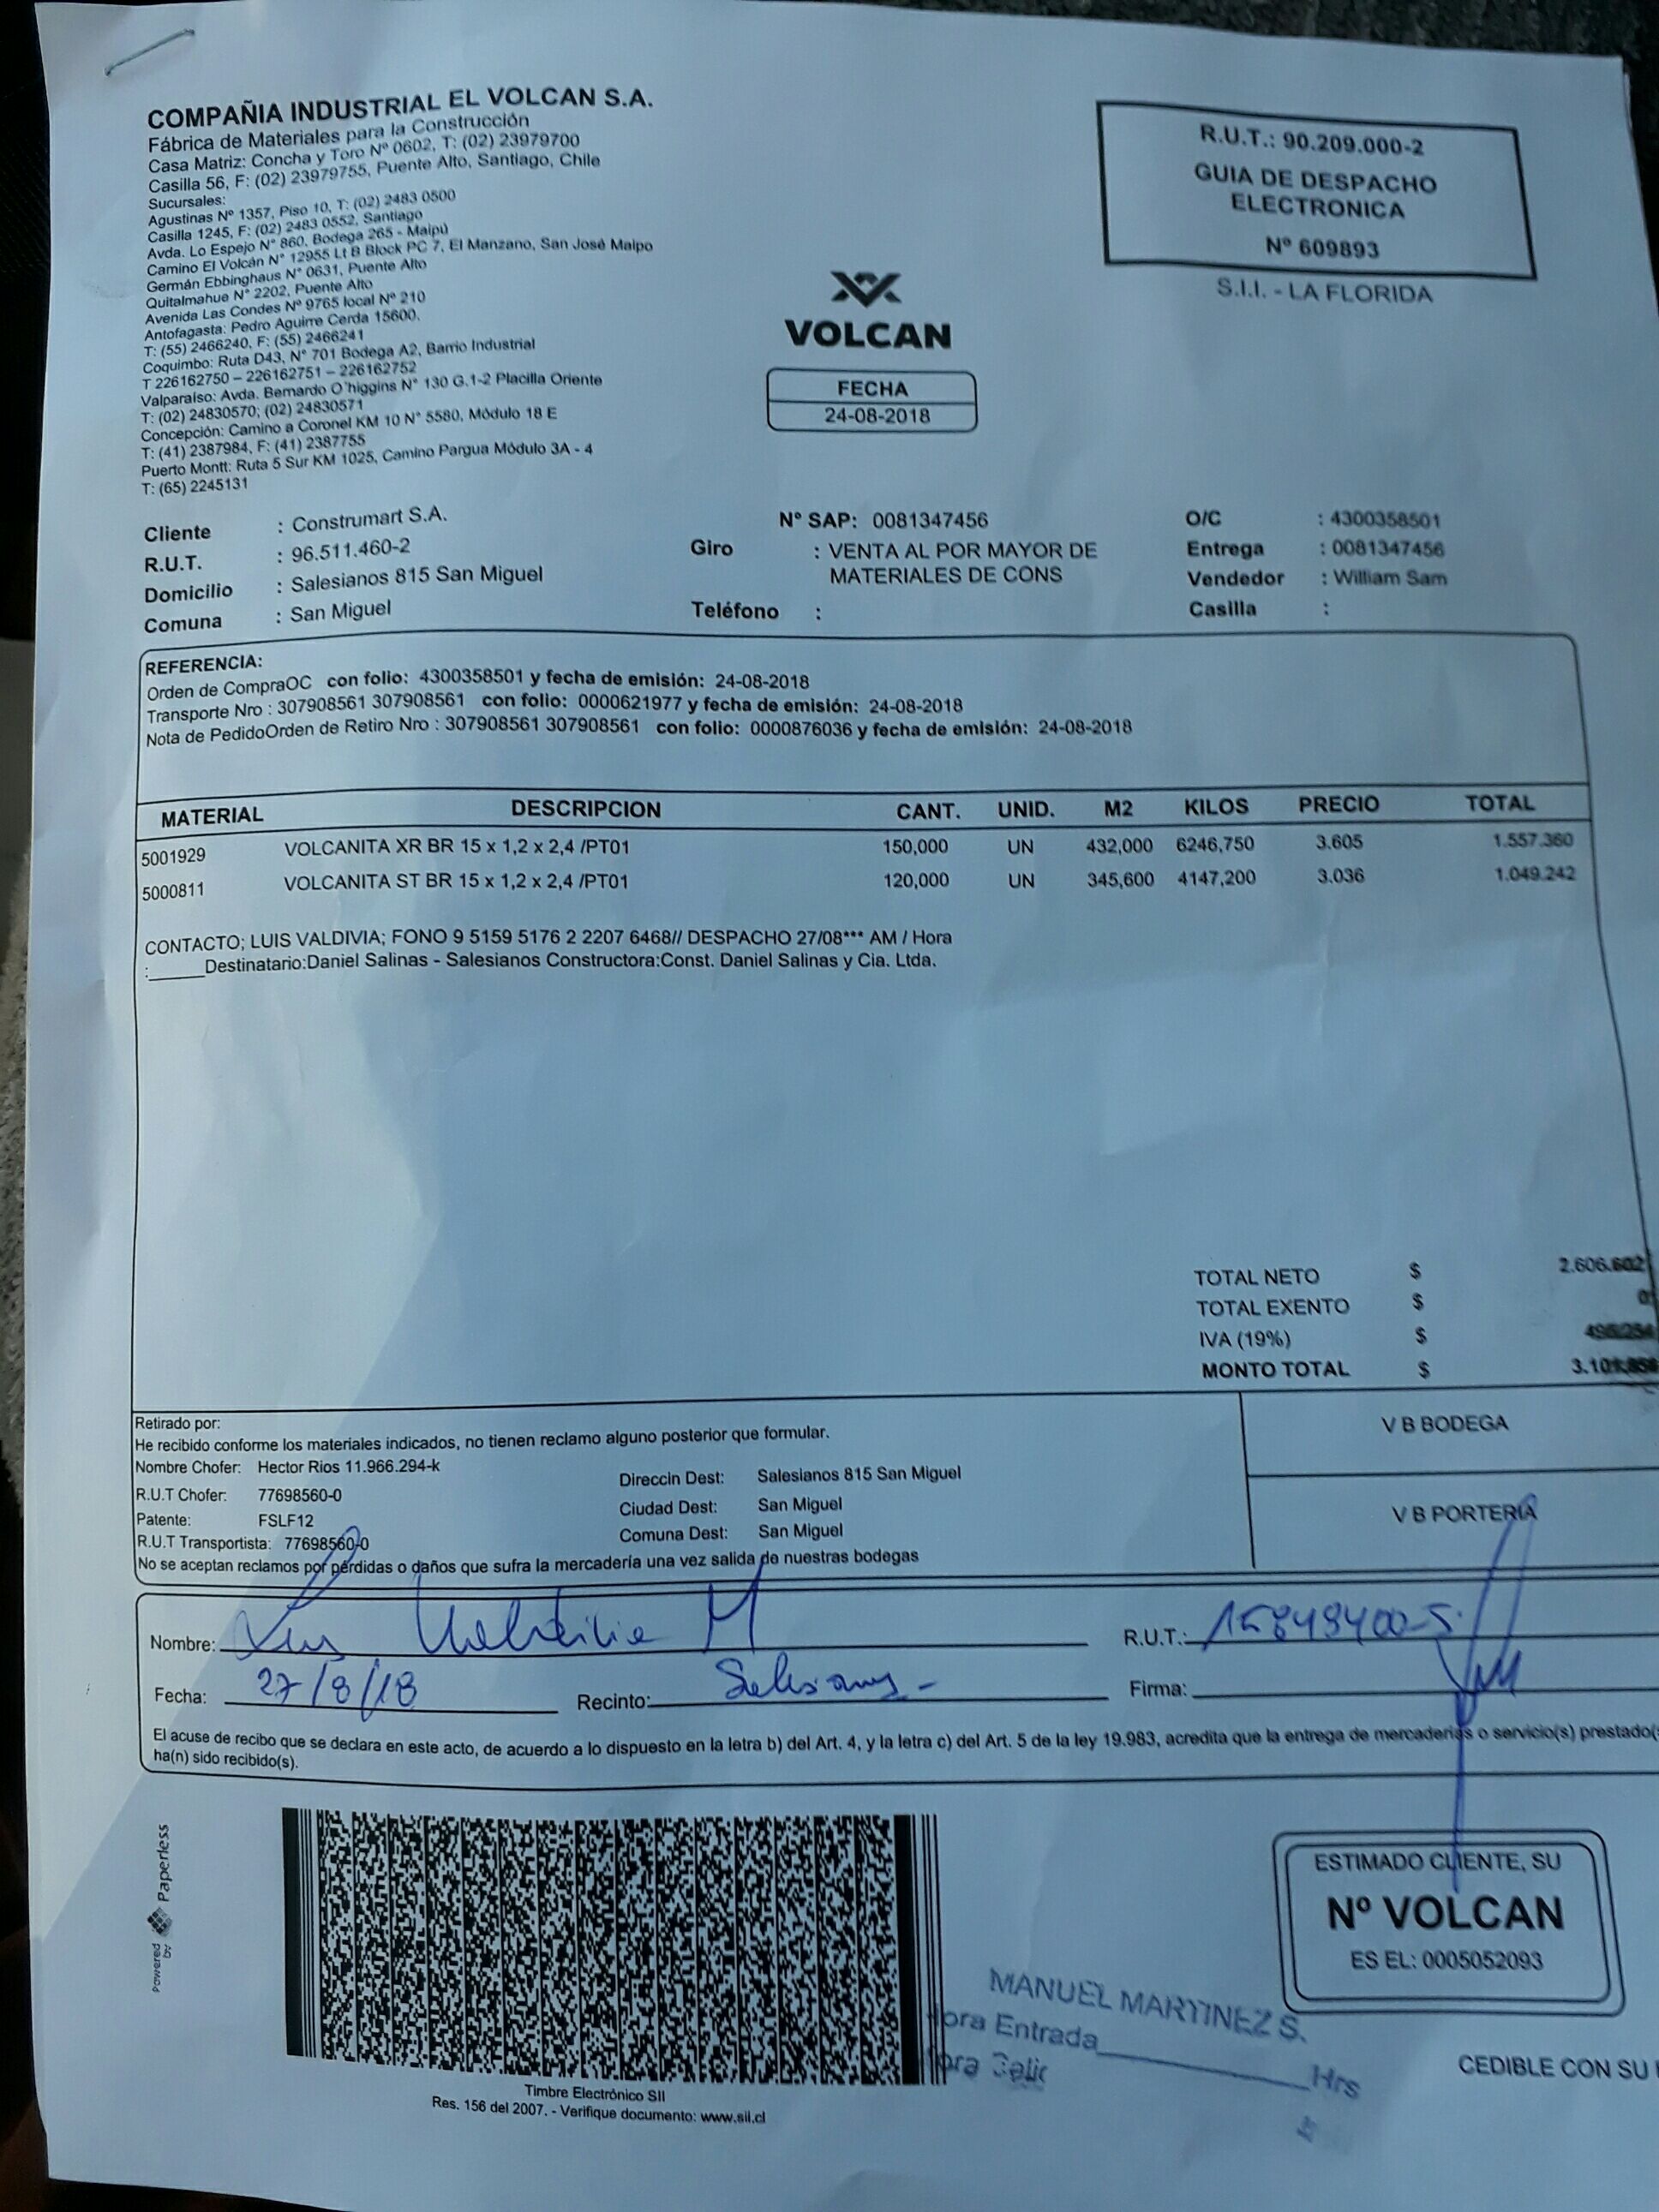 COMPAÑIA INDUSTRIAL EL VOLCAN S.A.
Fábrica de Materiales para la Construcción
Casa Matriz: Concha y Toro Nº 0602, T: (02) 23979700
Casilla 56, F: (02) 23979755, Puente Alto, Santiago, Chile
Sucursales:
Agustinas Nº 1357, Piso 10, T: (02) 2483 0500
Casilla 1245, F: (02) 2483 0552, Santiago
Avda. Lo Espejo N° 860, Bodega 265 - Maipú
Camino El Volcán N° 12955 Lt B Block PC 7, El Manzano, San José Maipo
Germán Ebbinghaus N° 0631, Puente Alto
Quitalmahue N° 2202, Puente Alto
Avenida Las Condes Nº 9765 local Nº 210
Antofagasta: Pedro Aguirre Cerda 15600.
T: (55) 2466240, F: (55) 2466241
Coquimbo: Ruta D43, N° 701 Bodega A2, Barrio Industrial
T 226162750 – 226162751 – 226162752
Valparaíso: Avda. Bernardo O'higgins N° 130 G.1-2 Placilla Oriente
T: (02) 24830570; (02) 24830571
Concepción: Camino a Coronel KM 10 N° 5580, Módulo 18 E
T: (41) 2387984, F: (41) 2387755
Puerto Montt: Ruta 5 Sur KM 1025, Camino Pargua Módulo 3A - 4
T: (65) 2245131
R.U.T.: 90.209.000-2
GUIA DE DESPACHO
ELECTRONICA
Nº 609893
S.I.I. - LA FLORIDA
VOLCAN
FECHA
24-08-2018
Cliente : Construmart S.A. N° SAP: 0081347456 O/C : 4300358501
R.U.T. : 96.511.460-2 Giro : VENTA AL POR MAYOR DE Entrega : 0081347456
Domicilio : Salesianos 815 San Miguel MATERIALES DE CONS Vendedor : William Sam
Comuna : San Miguel Teléfono : Casilla :
REFERENCIA:
Orden de CompraOC con folio: 4300358501 y fecha de emisión: 24-08-2018
Transporte Nro : 307908561 307908561 con folio: 0000621977 y fecha de emisión: 24-08-2018
Nota de PedidoOrden de Retiro Nro : 307908561 307908561 con folio: 0000876036 y fecha de emisión: 24-08-2018
MATERIAL DESCRIPCION CANT. UNID. M2 KILOS PRECIO TOTAL
5001929 VOLCANITA XR BR 15 x 1,2 x 2,4 /PT01 150,000 UN 432,000 6246,750 3.605 1.557.360
5000811 VOLCANITA ST BR 15 x 1,2 x 2,4 /PT01 120,000 UN 345,600 4147,200 3.036 1.049.242
CONTACTO; LUIS VALDIVIA; FONO 9 5159 5176 2 2207 6468// DESPACHO 27/08*** AM / Hora
:______Destinatario:Daniel Salinas - Salesianos Constructora:Const. Daniel Salinas y Cia. Ltda.
TOTAL NETO $ 2.606.602
TOTAL EXENTO $ 0
IVA (19%) $ 495.254
MONTO TOTAL $ 3.101.856
Retirado por:
He recibido conforme los materiales indicados, no tienen reclamo alguno posterior que formular.
Nombre Chofer: Hector Rios 11.966.294-k Direccin Dest: Salesianos 815 San Miguel
R.U.T Chofer: 77698560-0 Ciudad Dest: San Miguel
Patente: FSLF12 Comuna Dest: San Miguel
R.U.T Transportista: 77698560-0
No se aceptan reclamos por pérdidas o daños que sufra la mercadería una vez salida de nuestras bodegas
V B BODEGA
V B PORTERIA
Nombre: Luis Valdivia M R.U.T.: 15849400-5
Fecha: 27/8/18 Recinto: Salesianos - Firma:
El acuse de recibo que se declara en este acto, de acuerdo a lo dispuesto en la letra b) del Art. 4, y la letra c) del Art. 5 de la ley 19.983, acredita que la entrega de mercaderías o servicio(s) prestado(
ha(n) sido recibido(s).
powered by Paperless
Timbre Electrónico SII
Res. 156 del 2007. - Verifique documento: www.sii.cl
ESTIMADO CLIENTE, SU
Nº VOLCAN
ES EL: 0005052093
MANUEL MARTINEZ S.
ora Entrada Hrs
CEDIBLE CON SU